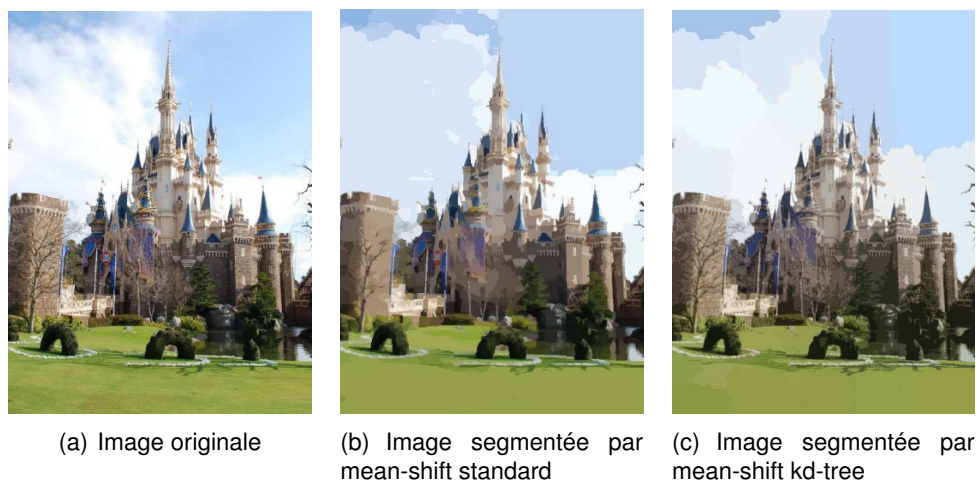 (a) Image originale
(b) Image segmentée par
mean-shift standard
(c) Image segmentée par
mean-shift kd-tree